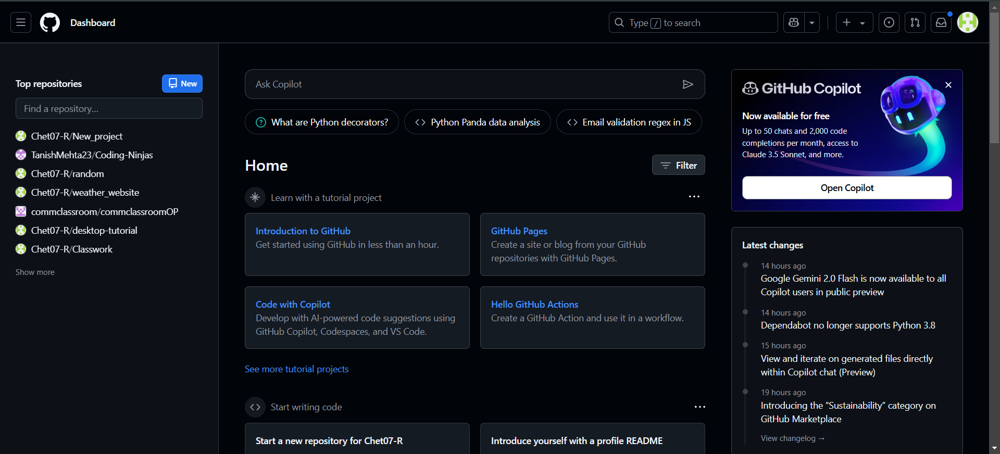 Dashboard
Type / to search
Top repositories
New
Find a repository...
Chet07-R/New_project
TanishMehta23/Coding-Ninjas
Chet07-R/random
Chet07-R/weather_website
commclassroom/commclassroomOP
Chet07-R/desktop-tutorial
Chet07-R/Classwork
Show more
Ask Copilot
What are Python decorators?
Python Panda data analysis
Email validation regex in JS
Home
Filter
Learn with a tutorial project
Introduction to GitHub
Get started using GitHub in less than an hour.
GitHub Pages
Create a site or blog from your GitHub
repositories with GitHub Pages.
Code with Copilot
Develop with AI-powered code suggestions using
GitHub Copilot, Codespaces, and VS Code.
Hello GitHub Actions
Create a GitHub Action and use it in a workflow.
See more tutorial projects
Start writing code
Start a new repository for Chet07-R
Introduce yourself with a profile README
GitHub Copilot
Now available for free
Up to 50 chats and 2,000 code
completions per month, access to
Claude 3.5 Sonnet, and more.
Open Copilot
Latest changes
14 hours ago
Google Gemini 2.0 Flash is now available to all
Copilot users in public preview
14 hours ago
Dependabot no longer supports Python 3.8
15 hours ago
View and iterate on generated files directly
within Copilot chat (Preview)
19 hours ago
Introducing the “Sustainability” category on
GitHub Marketplace
View changelog →